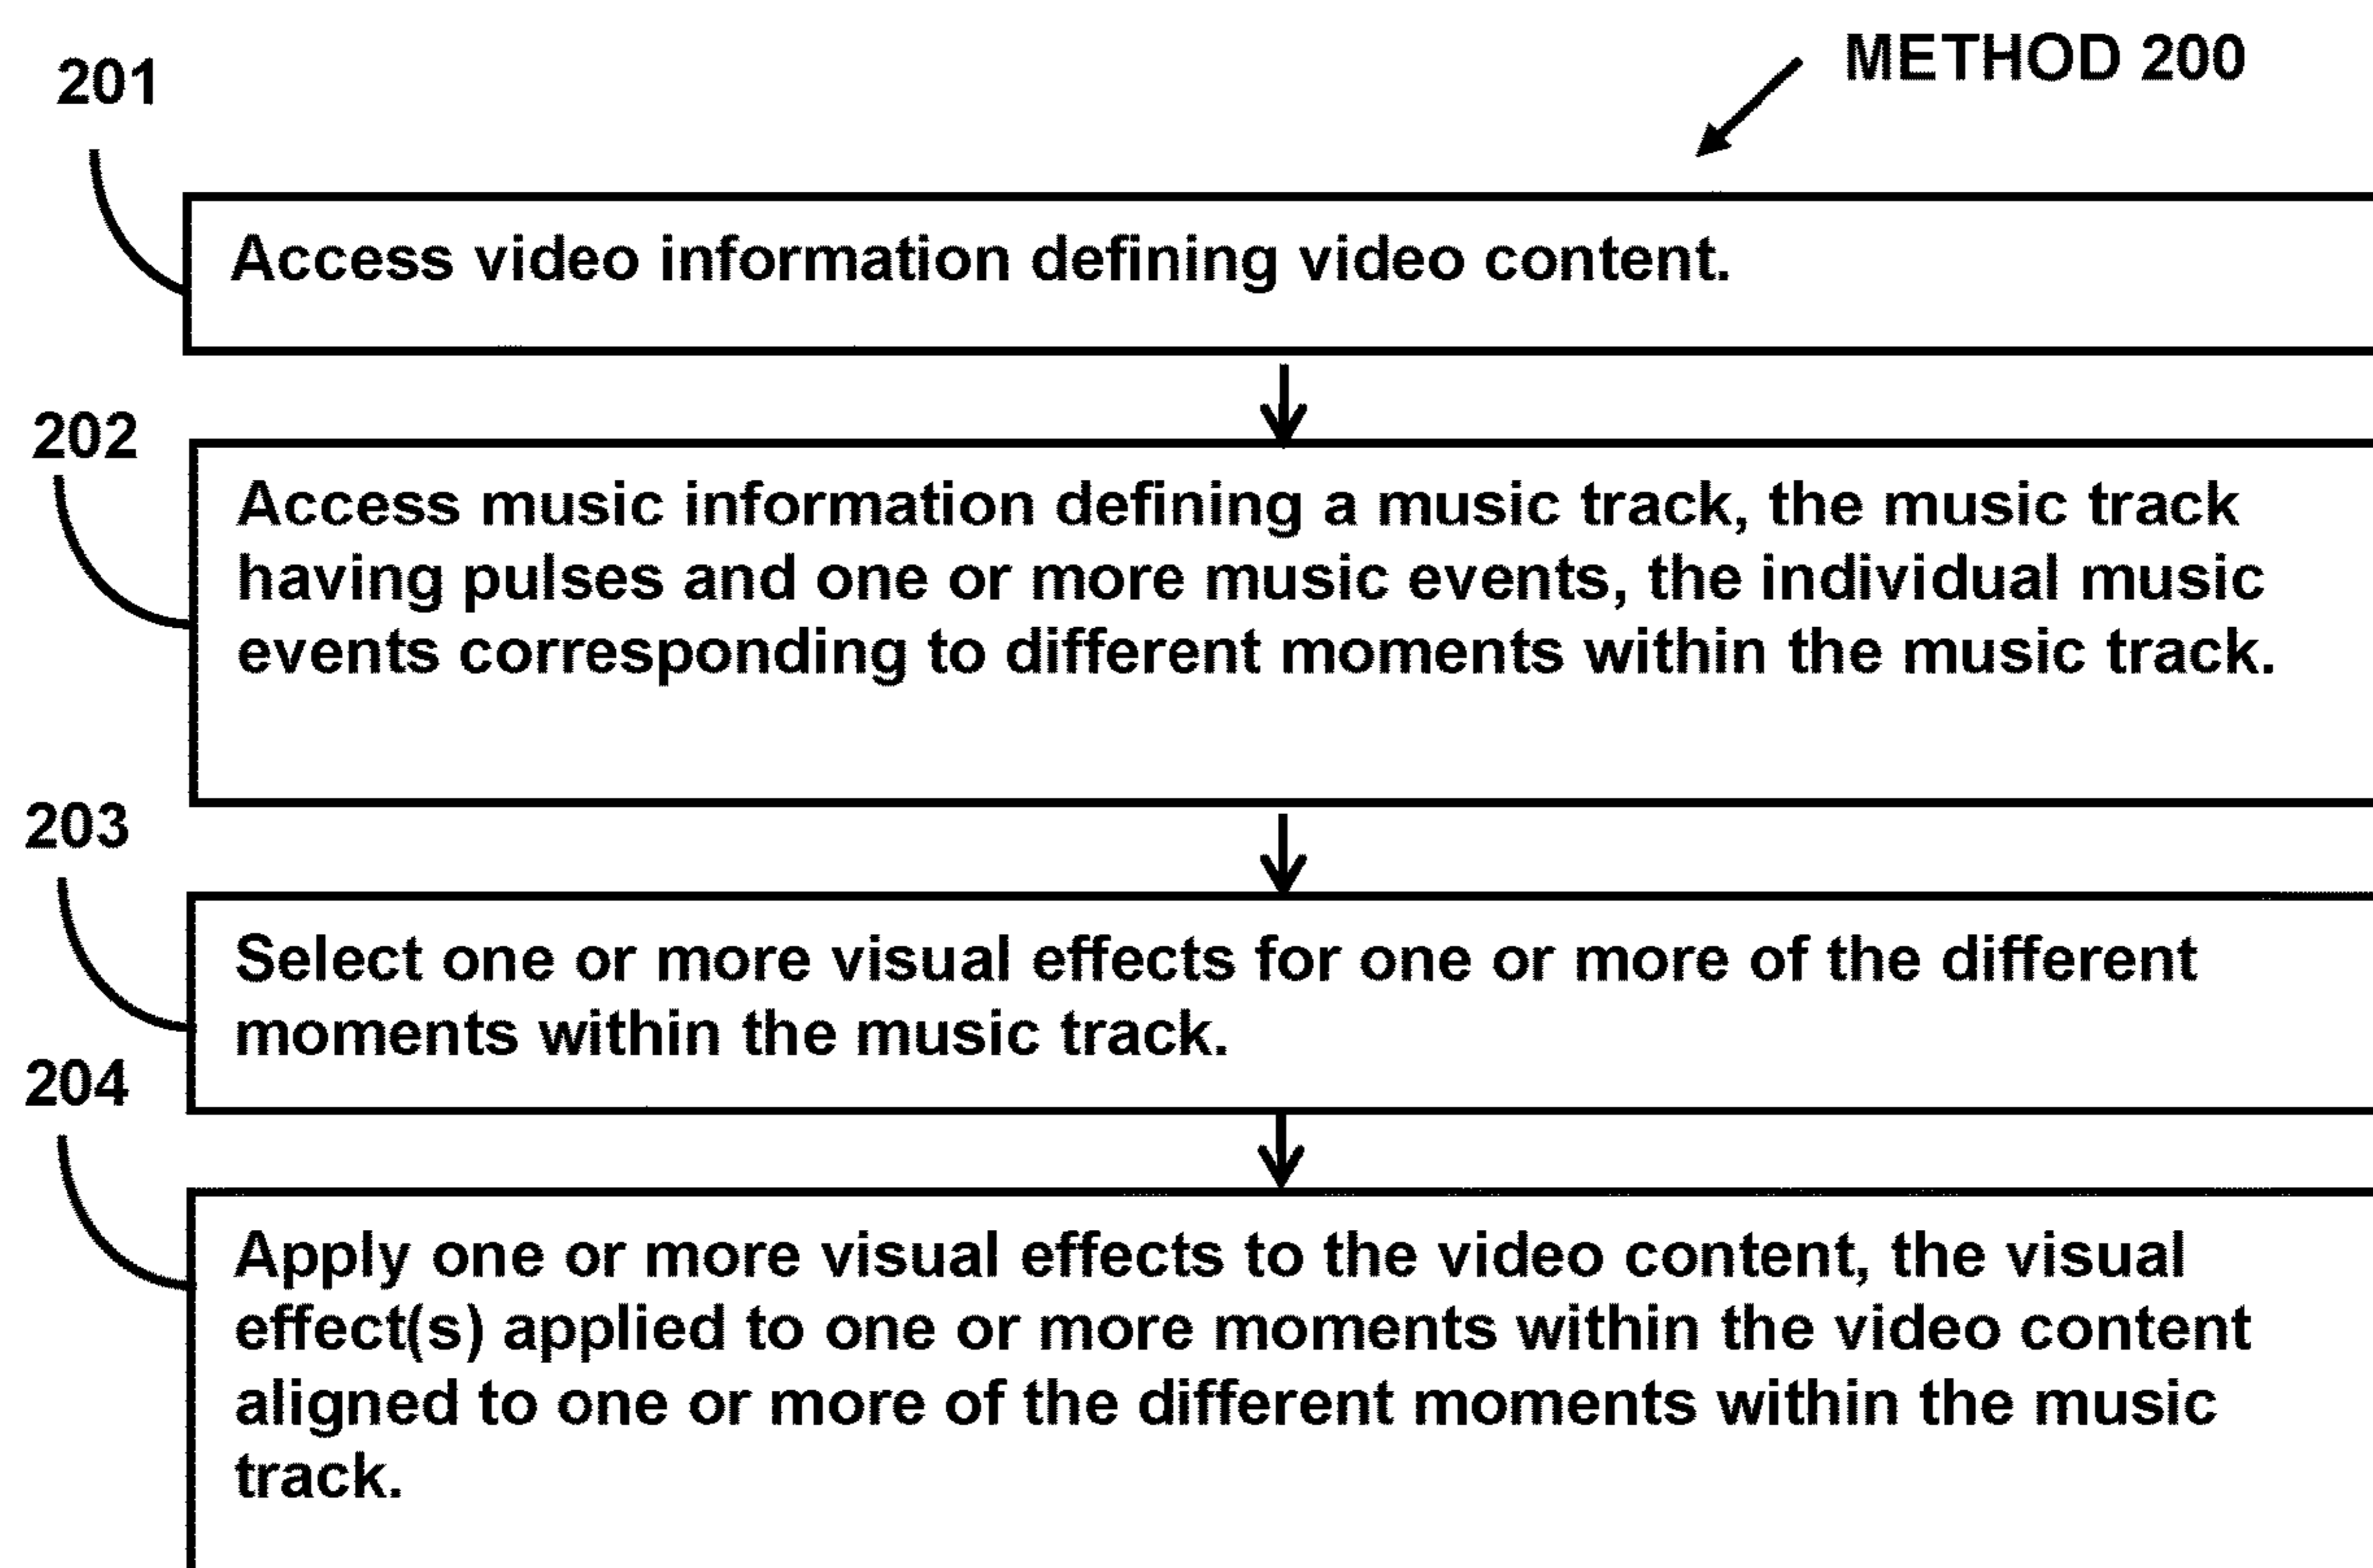 METHOD 200
201
Access video information defining video content.
202
Access music information defining a music track, the music track
having pulses and one or more music events, the individual music
events corresponding to different moments within the music track.
203
Select one or more visual effects for one or more of the different
moments within the music track.
204
Apply one or more visual effects to the video content, the visual
effect(s) applied to one or more moments within the video content
aligned to one or more of the different moments within the music
track.